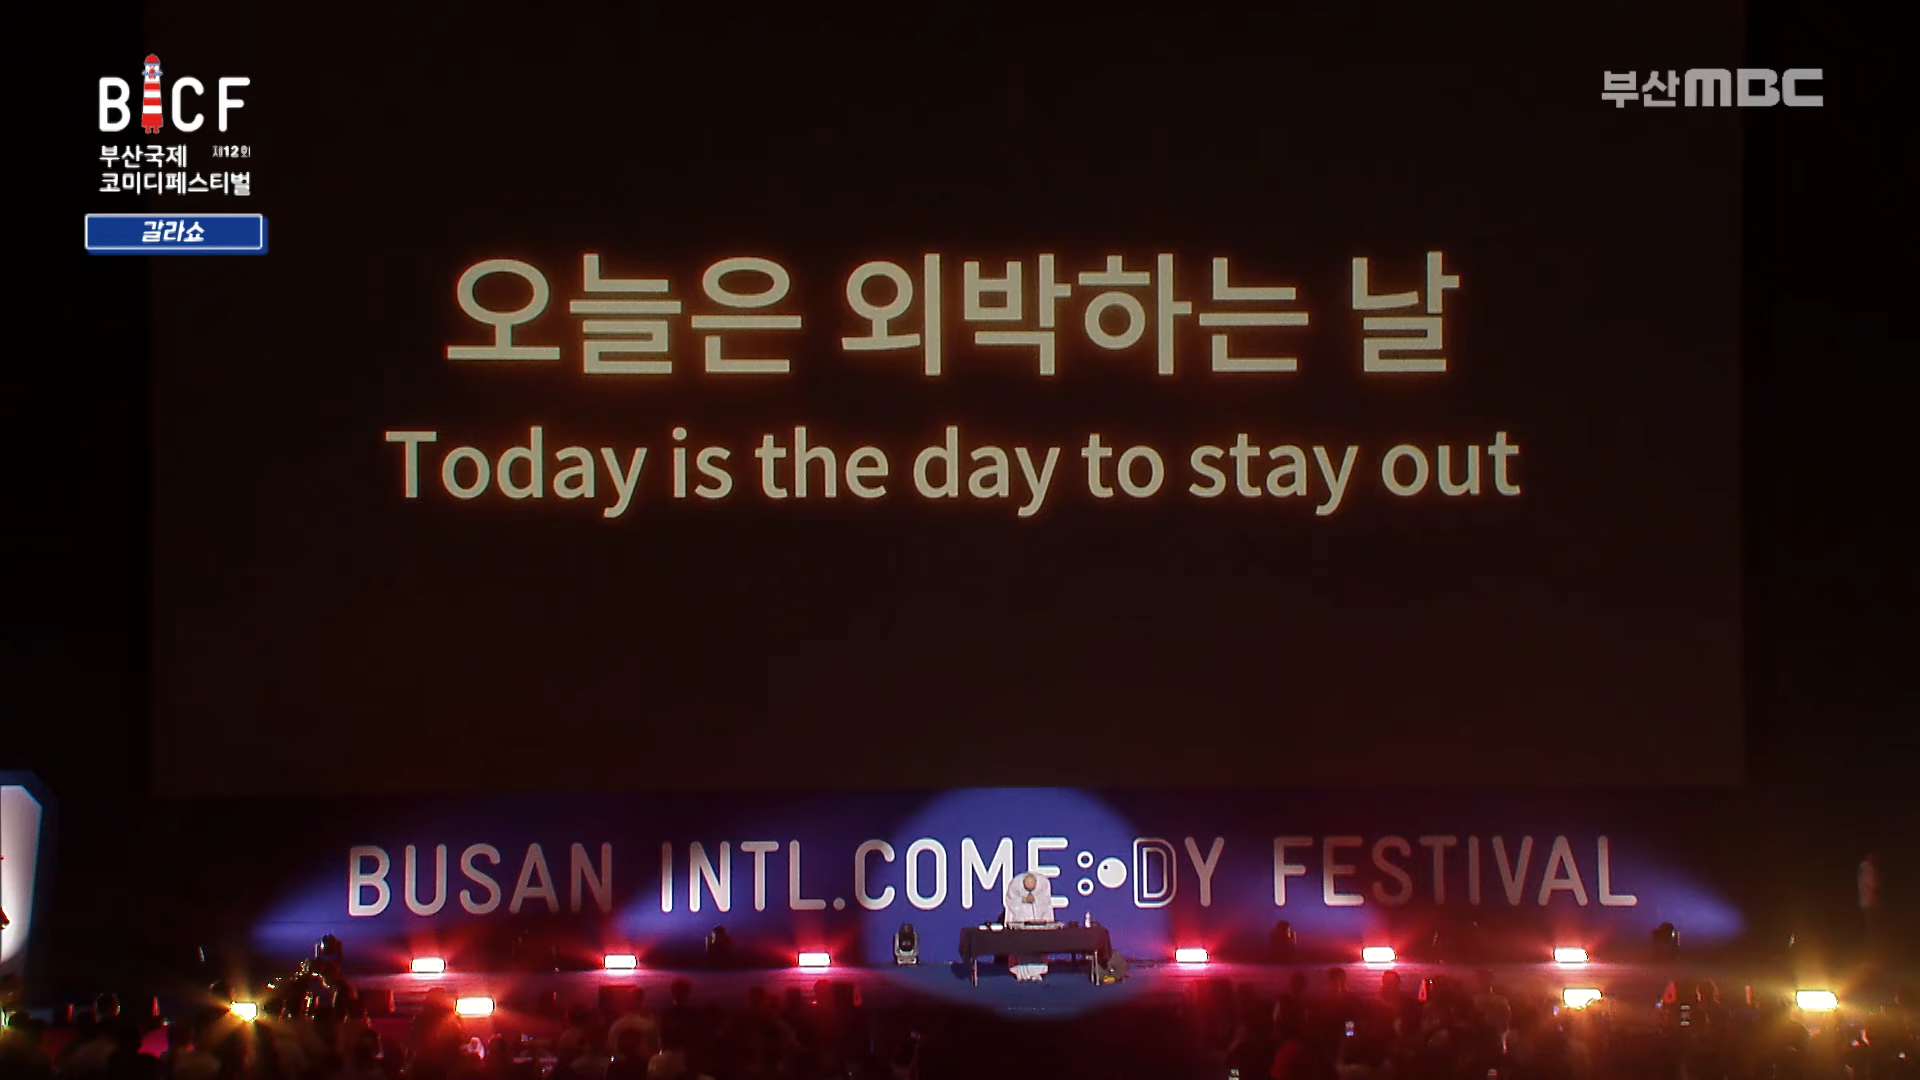 BICF
부산국제 제12회
코미디페스티벌
갈라쇼
부산MBC
오늘은 외박하는 날
Today is the day to stay out
BUSAN INTL.COMEDY FESTIVAL